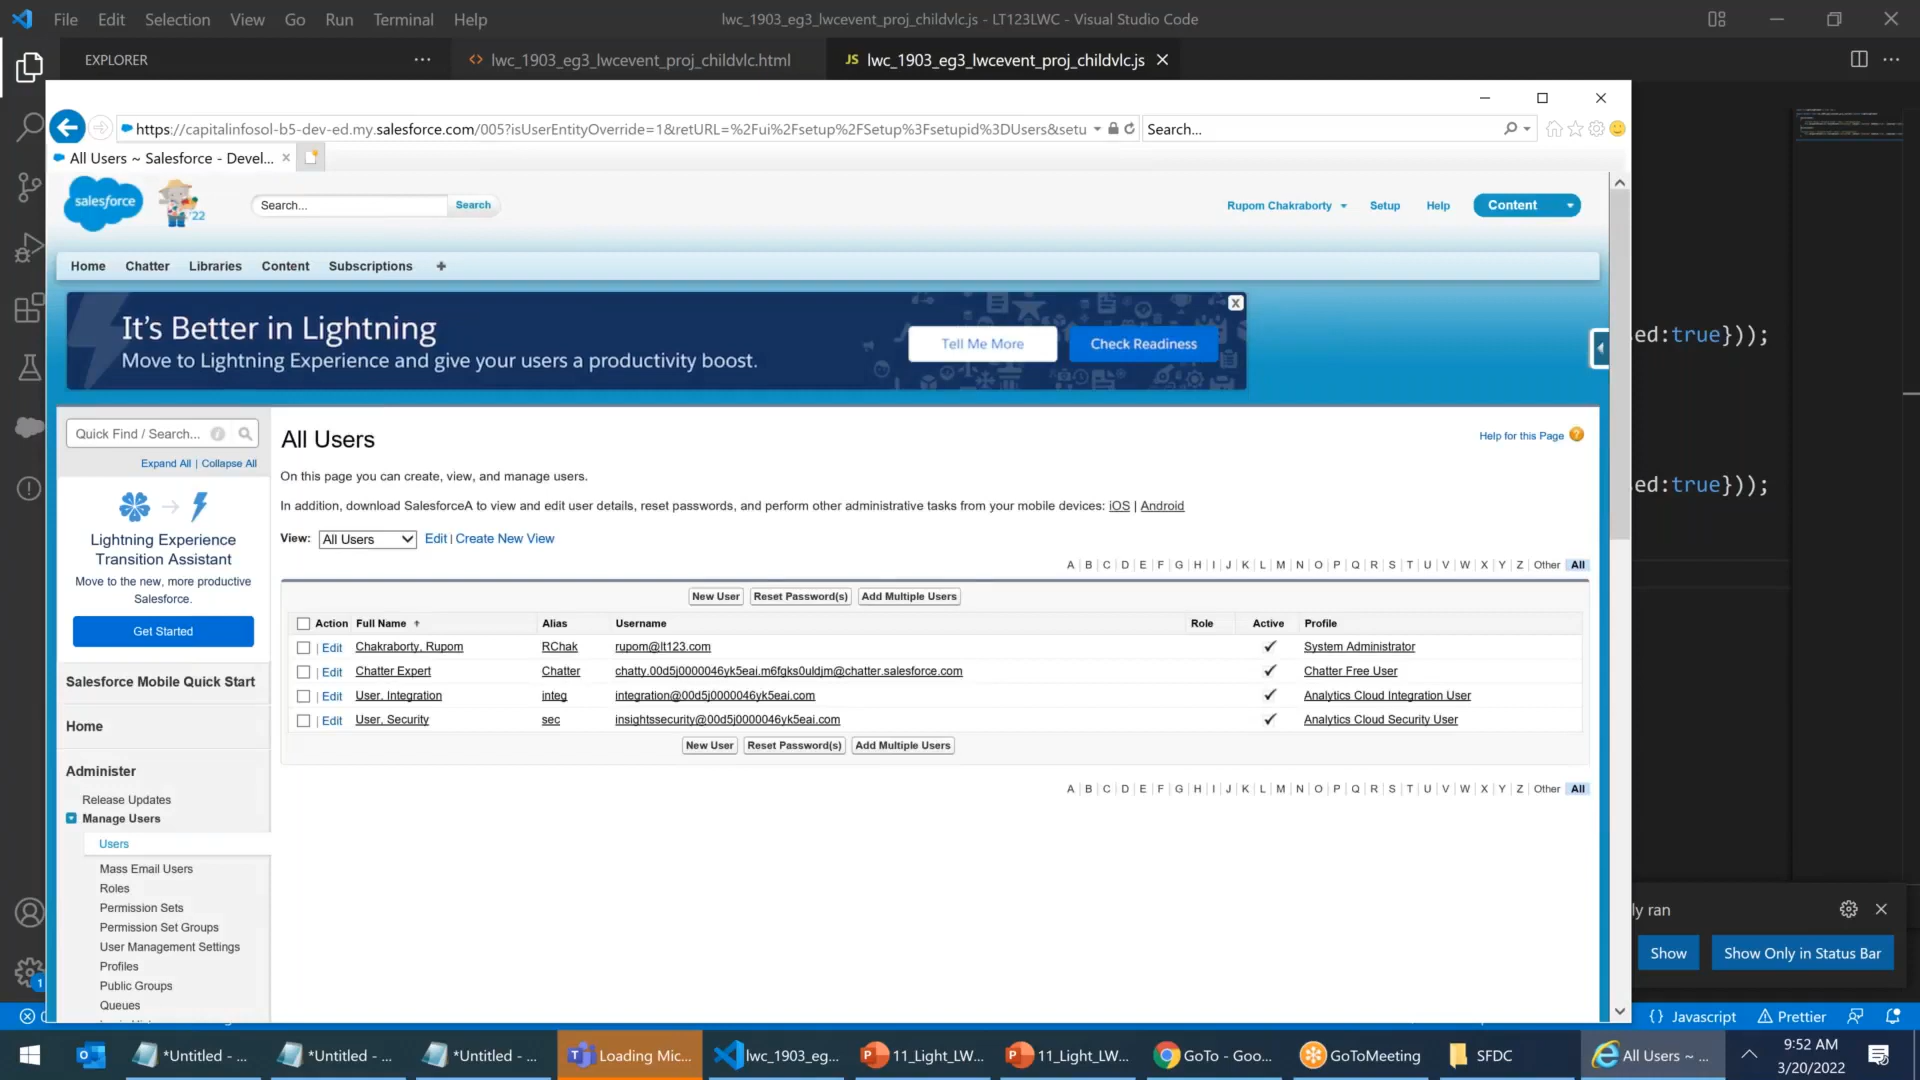 File Edit Selection View Go Run Terminal Help
lwc_1903_eg3_lwcevent_proj_childvlc.js - LT123LWC - Visual Studio Code
EXPLORER
lwc_1903_eg3_lwcevent_proj_childvlc.html
JS lwc_1903_eg3_lwcevent_proj_childvlc.js
https://capitalinfosol-b5-dev-ed.my.salesforce.com/005?isUserEntityOverride=1&retURL=%2Fui%2Fsetup%2FSetup%3Fsetupid%3DUsers&setu
Search...
All Users ~ Salesforce - Devel...
salesforce
'22
Search...
Search
Rupom Chakraborty
Setup
Help
Content
Home Chatter Libraries Content Subscriptions +
It's Better in Lightning
Move to Lightning Experience and give your users a productivity boost.
Tell Me More
Check Readiness
X
ed:true}));
ed:true}));
Quick Find / Search...
Expand All | Collapse All
Lightning Experience
Transition Assistant
Move to the new, more productive
Salesforce.
Get Started
Salesforce Mobile Quick Start
Home
Administer
Release Updates
Manage Users
Users
Mass Email Users
Roles
Permission Sets
Permission Set Groups
User Management Settings
Profiles
Public Groups
Queues
All Users
Help for this Page
On this page you can create, view, and manage users.
In addition, download SalesforceA to view and edit user details, reset passwords, and perform other administrative tasks from your mobile devices: iOS | Android
View: All Users Edit | Create New View
A B C D E F G H I J K L M N O P Q R S T U V W X Y Z Other All
New User Reset Password(s) Add Multiple Users
Action Full Name Alias Username Role Active Profile
| Edit Chakraborty, Rupom RChak rupom@lt123.com System Administrator
| Edit Chatter Expert Chatter chatty.00d5j0000046yk5eai.m6fgks0uldjm@chatter.salesforce.com Chatter Free User
| Edit User, Integration integ integration@00d5j0000046yk5eai.com Analytics Cloud Integration User
| Edit User, Security sec insightssecurity@00d5j0000046yk5eai.com Analytics Cloud Security User
New User Reset Password(s) Add Multiple Users
A B C D E F G H I J K L M N O P Q R S T U V W X Y Z Other All
ly ran
Show
Show Only in Status Bar
1
{ } Javascript Prettier
*Untitled - ...
*Untitled - ...
*Untitled - ...
Loading Mic...
lwc_1903_eg...
11_Light_LW...
11_Light_LW...
GoTo - Goo...
GoToMeeting
SFDC
All Users ~ ...
9:52 AM
3/20/2022